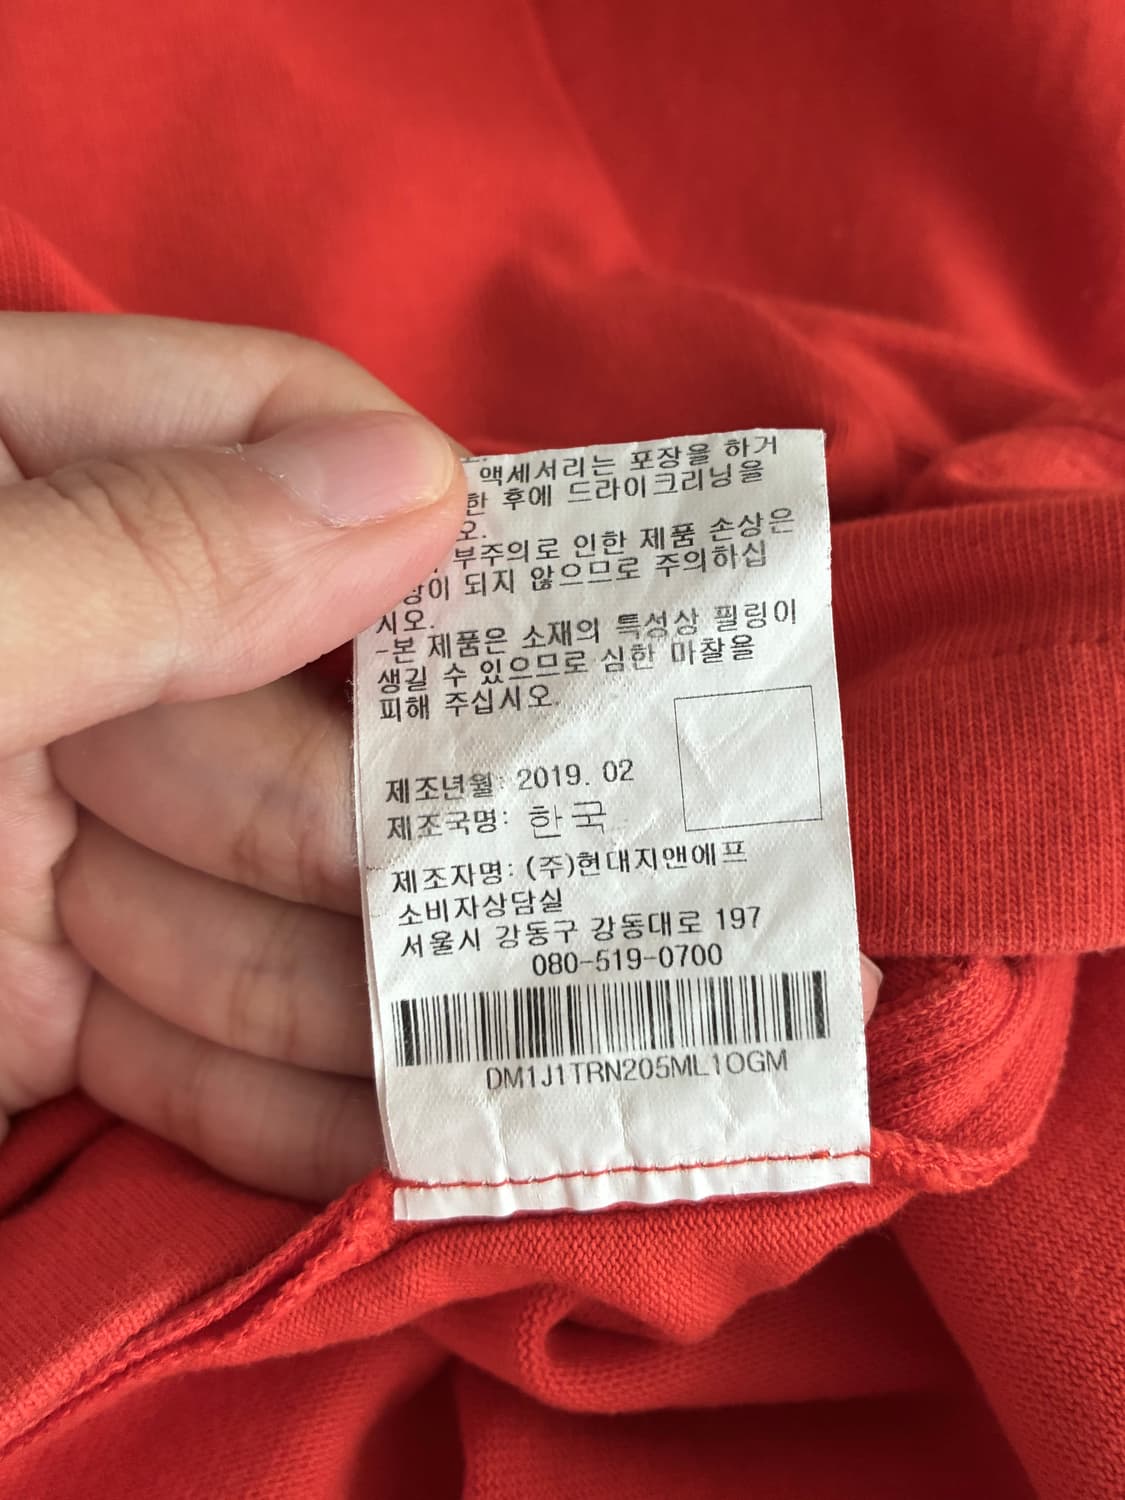 액세서리는 포장을 하거
한 후에 드라이크리닝을
오.
부주의로 인한 제품 손상은
이 되지 않으므로 주의하십
시오.
-본 제품은 소재의 특성상 필링이
생길 수 있으므로 심한 마찰을
피해 주십시오.
제조년월: 2019. 02
제조국명: 한국
제조자명: (주)현대지앤에프
소비자상담실
서울시 강동구 강동대로 197
080-519-0700
DM1J1TRN205ML1OGM